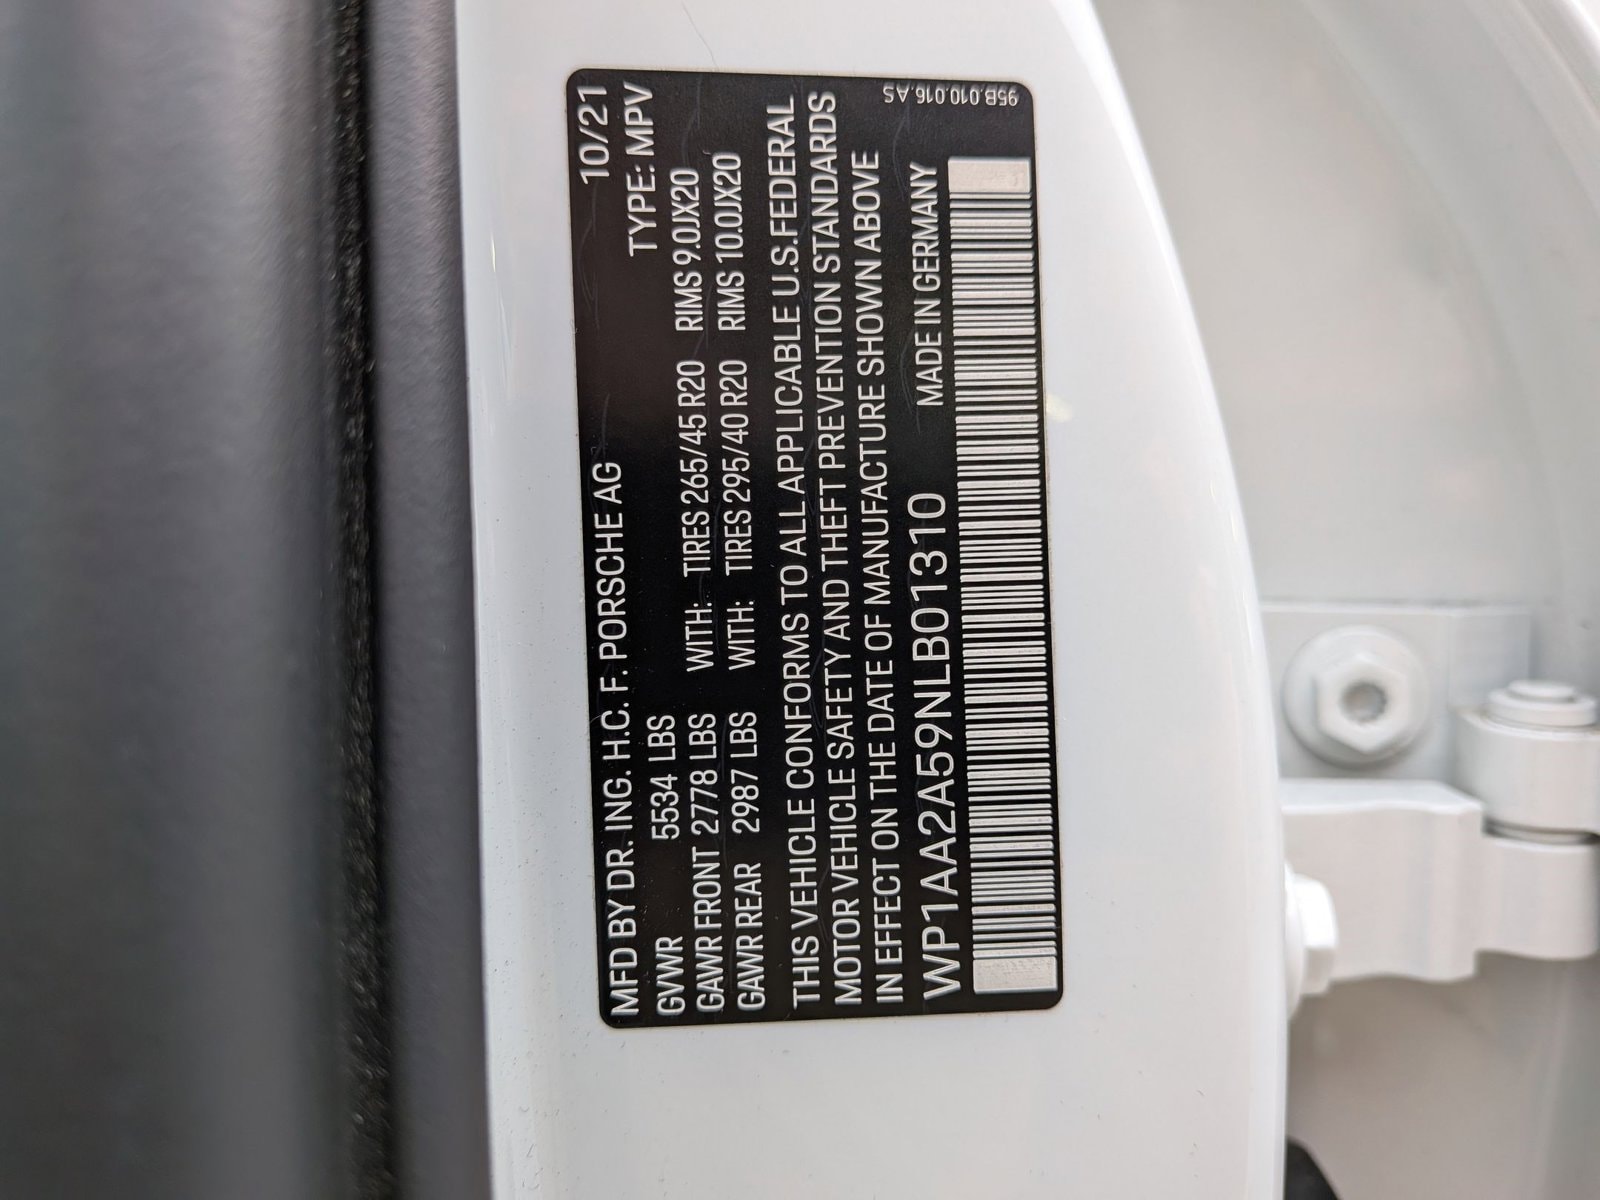 MFD BY DR. ING. H.C. F. PORSCHE AG 10/21
GVWR 5534 LBS TYPE: MPV
GAWR FRONT 2778 LBS WITH: TIRES 265/45 R20 RIMS 9.0JX20
GAWR REAR 2987 LBS WITH: TIRES 295/40 R20 RIMS 10.0JX20
THIS VEHICLE CONFORMS TO ALL APPLICABLE U.S.FEDERAL
MOTOR VEHICLE SAFETY AND THEFT PREVENTION STANDARDS
IN EFFECT ON THE DATE OF MANUFACTURE SHOWN ABOVE
WP1AA2A59NLB01310 MADE IN GERMANY
95B.010.016.AS